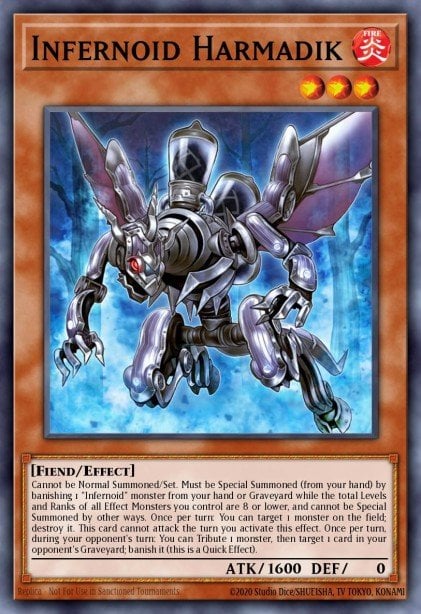 INFERNOID HARMADIK
FIRE
炎
[FIEND/EFFECT]
Cannot be Normal Summoned/Set. Must be Special Summoned (from your hand) by
banishing 1 "Infernoid" monster from your hand or Graveyard while the total Levels
and Ranks of all Effect Monsters you control are 8 or lower, and cannot be Special
Summoned by other ways. Once per turn: You can target 1 monster on the field;
destroy it. This card cannot attack the turn you activate this effect. Once per turn,
during your opponent's turn: You can Tribute 1 monster, then target 1 card in your
opponent's Graveyard; banish it (this is a Quick Effect).
ATK/1600 DEF/ 0
Replica - Not For Use in Sanctioned Tournaments
©2020 Studio Dice/SHUEISHA, TV TOKYO, KONAMI